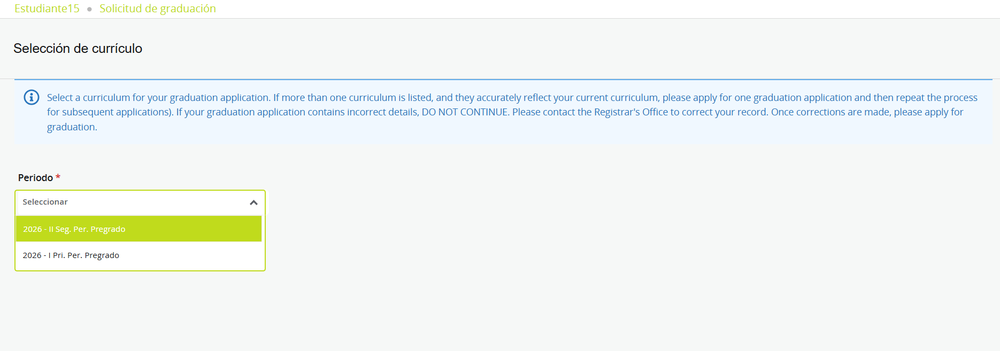 Estudiante15 ● Solicitud de graduación
Selección de currículo
Select a curriculum for your graduation application. If more than one curriculum is listed, and they accurately reflect your current curriculum, please apply for one graduation application and then repeat the process
for subsequent applications). If your graduation application contains incorrect details, DO NOT CONTINUE. Please contact the Registrar's Office to correct your record. Once corrections are made, please apply for
graduation.
Periodo *
Seleccionar
2026 - II Seg. Per. Pregrado
2026 - I Pri. Per. Pregrado